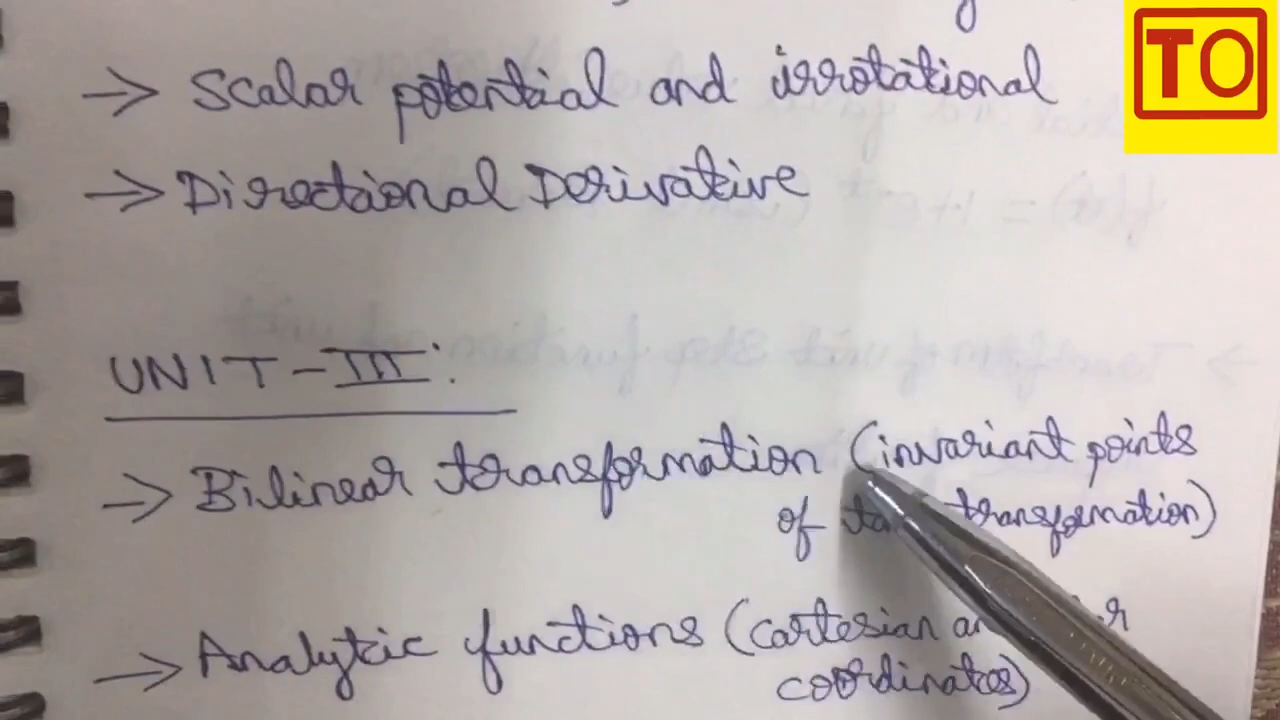 TO
→ Scalar potential and irrotational
→ Directional Derivative
UNIT-III:
→ Bilinear transformation (invariant points
of transformation)
→ Analytic functions (cartesian
coordinates)